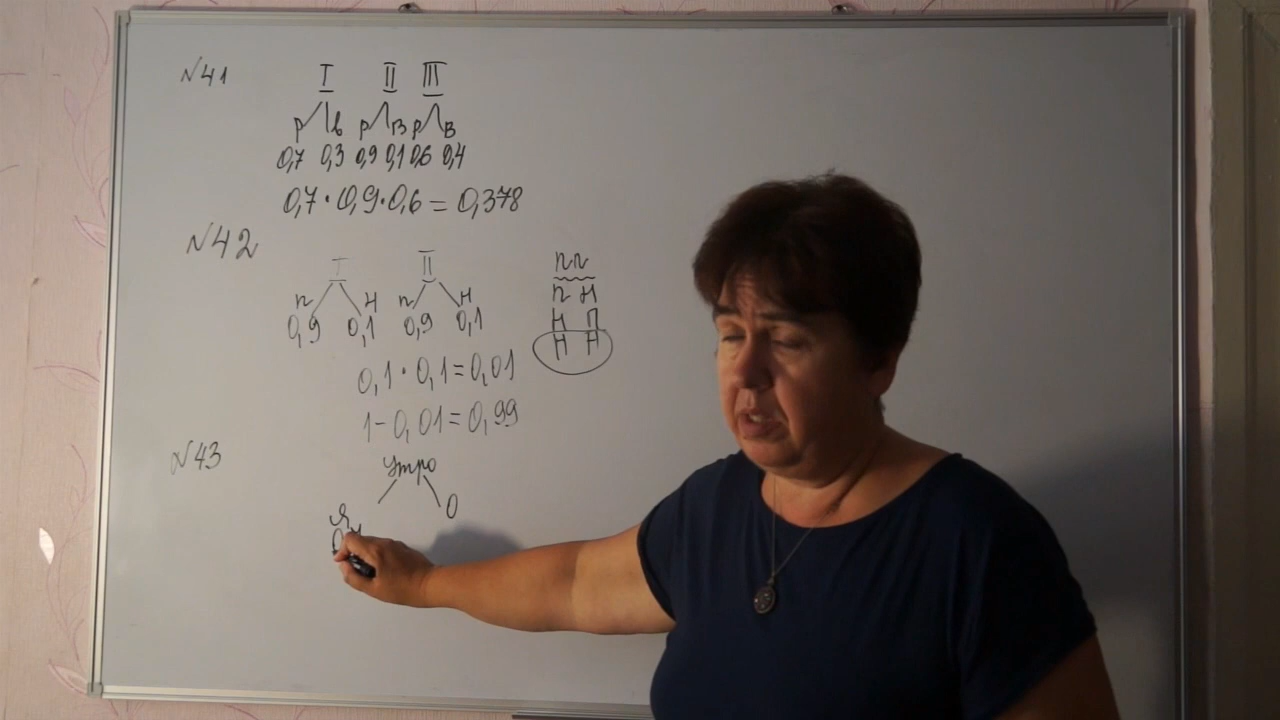 №41
I II III
р в р в р в
0,7 0,3 0,9 0,1 0,6 0,4
0,7·0,9·0,6=0,378
№42
I II
п н п н
0,9 0,1 0,9 0,1
0,1·0,1=0,01
1-0,01=0,99
пп
п н
н п
н н
№43
утро
Я О